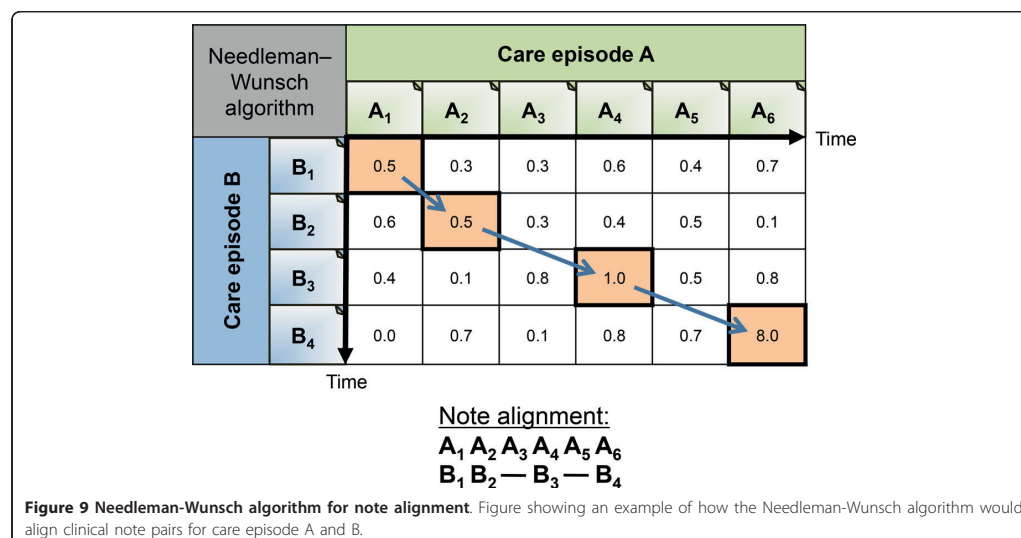 Needleman–
Wunsch
algorithm
Care episode A
A1 A2 A3 A4 A5 A6
Time
Care episode B
B1 0.5 0.3 0.3 0.6 0.4 0.7
B2 0.6 0.5 0.3 0.4 0.5 0.1
B3 0.4 0.1 0.8 1.0 0.5 0.8
B4 0.0 0.7 0.1 0.8 0.7 8.0
Time
Note alignment:
A1 A2 A3 A4 A5 A6
B1 B2 — B3 — B4
Figure 9 Needleman-Wunsch algorithm for note alignment. Figure showing an example of how the Needleman-Wunsch algorithm would
align clinical note pairs for care episode A and B.